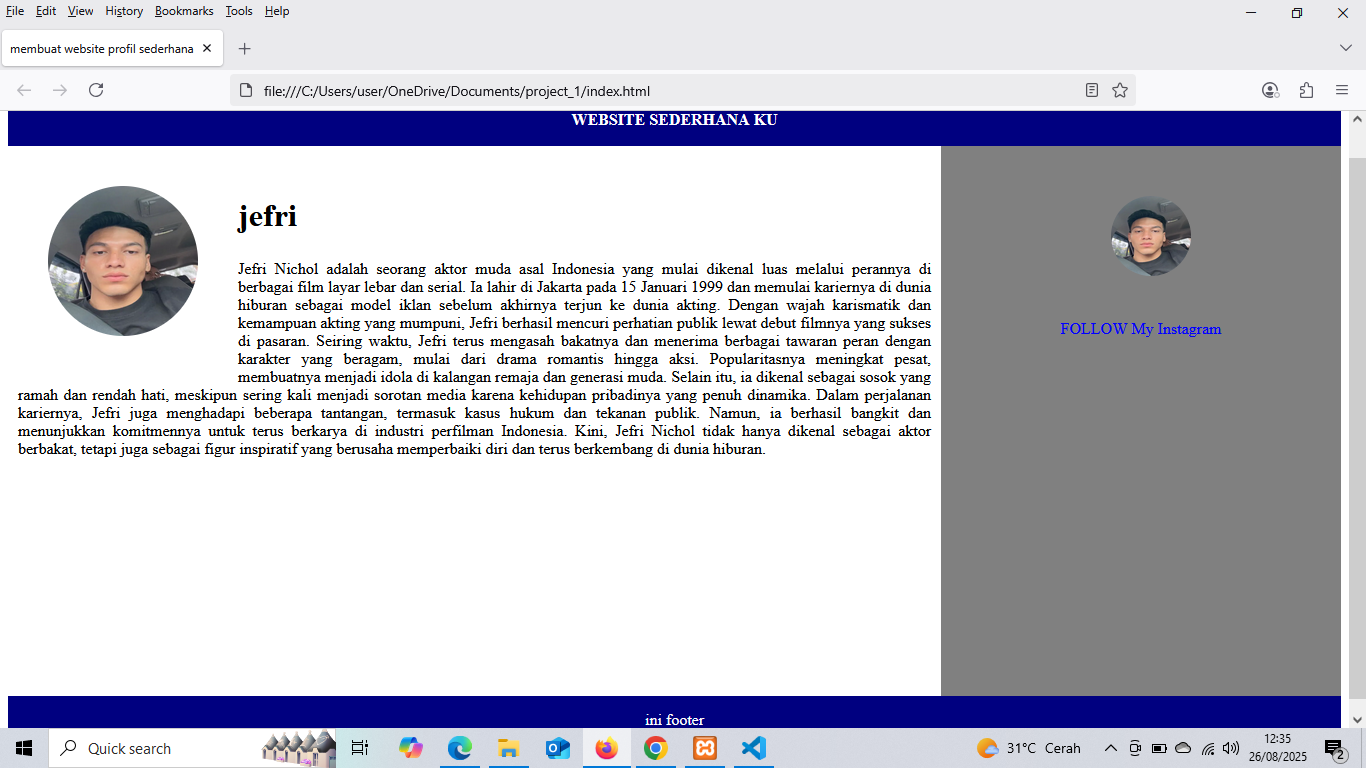 File Edit View History Bookmarks Tools Help
membuat website profil sederhana
file:///C:/Users/user/OneDrive/Documents/project_1/index.html
WEBSITE SEDERHANA KU
jefri
Jefri Nichol adalah seorang aktor muda asal Indonesia yang mulai dikenal luas melalui perannya di
berbagai film layar lebar dan serial. Ia lahir di Jakarta pada 15 Januari 1999 dan memulai kariernya di dunia
hiburan sebagai model iklan sebelum akhirnya terjun ke dunia akting. Dengan wajah karismatik dan
kemampuan akting yang mumpuni, Jefri berhasil mencuri perhatian publik lewat debut filmnya yang sukses
di pasaran. Seiring waktu, Jefri terus mengasah bakatnya dan menerima berbagai tawaran peran dengan
karakter yang beragam, mulai dari drama romantis hingga aksi. Popularitasnya meningkat pesat,
membuatnya menjadi idola di kalangan remaja dan generasi muda. Selain itu, ia dikenal sebagai sosok yang
ramah dan rendah hati, meskipun sering kali menjadi sorotan media karena kehidupan pribadinya yang penuh dinamika. Dalam perjalanan
kariernya, Jefri juga menghadapi beberapa tantangan, termasuk kasus hukum dan tekanan publik. Namun, ia berhasil bangkit dan
menunjukkan komitmennya untuk terus berkarya di industri perfilman Indonesia. Kini, Jefri Nichol tidak hanya dikenal sebagai aktor
berbakat, tetapi juga sebagai figur inspiratif yang berusaha memperbaiki diri dan terus berkembang di dunia hiburan.
FOLLOW My Instagram
ini footer
Quick search
31°C Cerah
12:35
26/08/2025
2